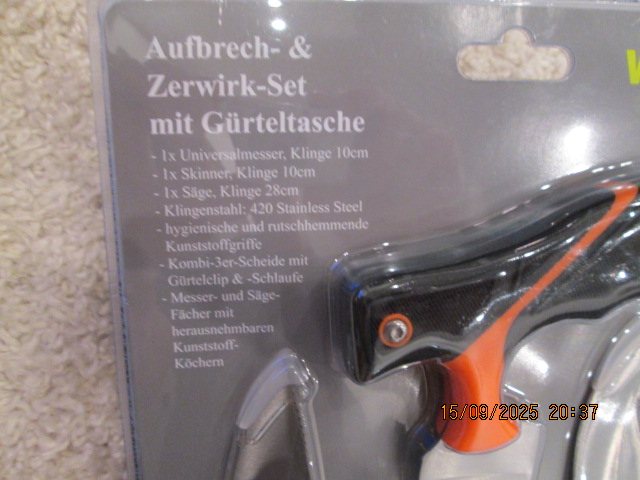 Aufbrech- &
Zerwirk-Set
mit Gürteltasche
- 1x Universalmesser, Klinge 10cm
- 1x Skinner, Klinge 10cm
- 1x Säge, Klinge 28cm
- Klingenstahl: 420 Stainless Steel
- hygienische und rutschhemmende
Kunststoffgriffe
- Kombi-3er-Scheide mit
Gürtelclip & -Schlaufe
- Messer- und Säge-
Fächer mit
herausnehmbaren
Kunststoff-
Köchern
15/09/2025 20:37